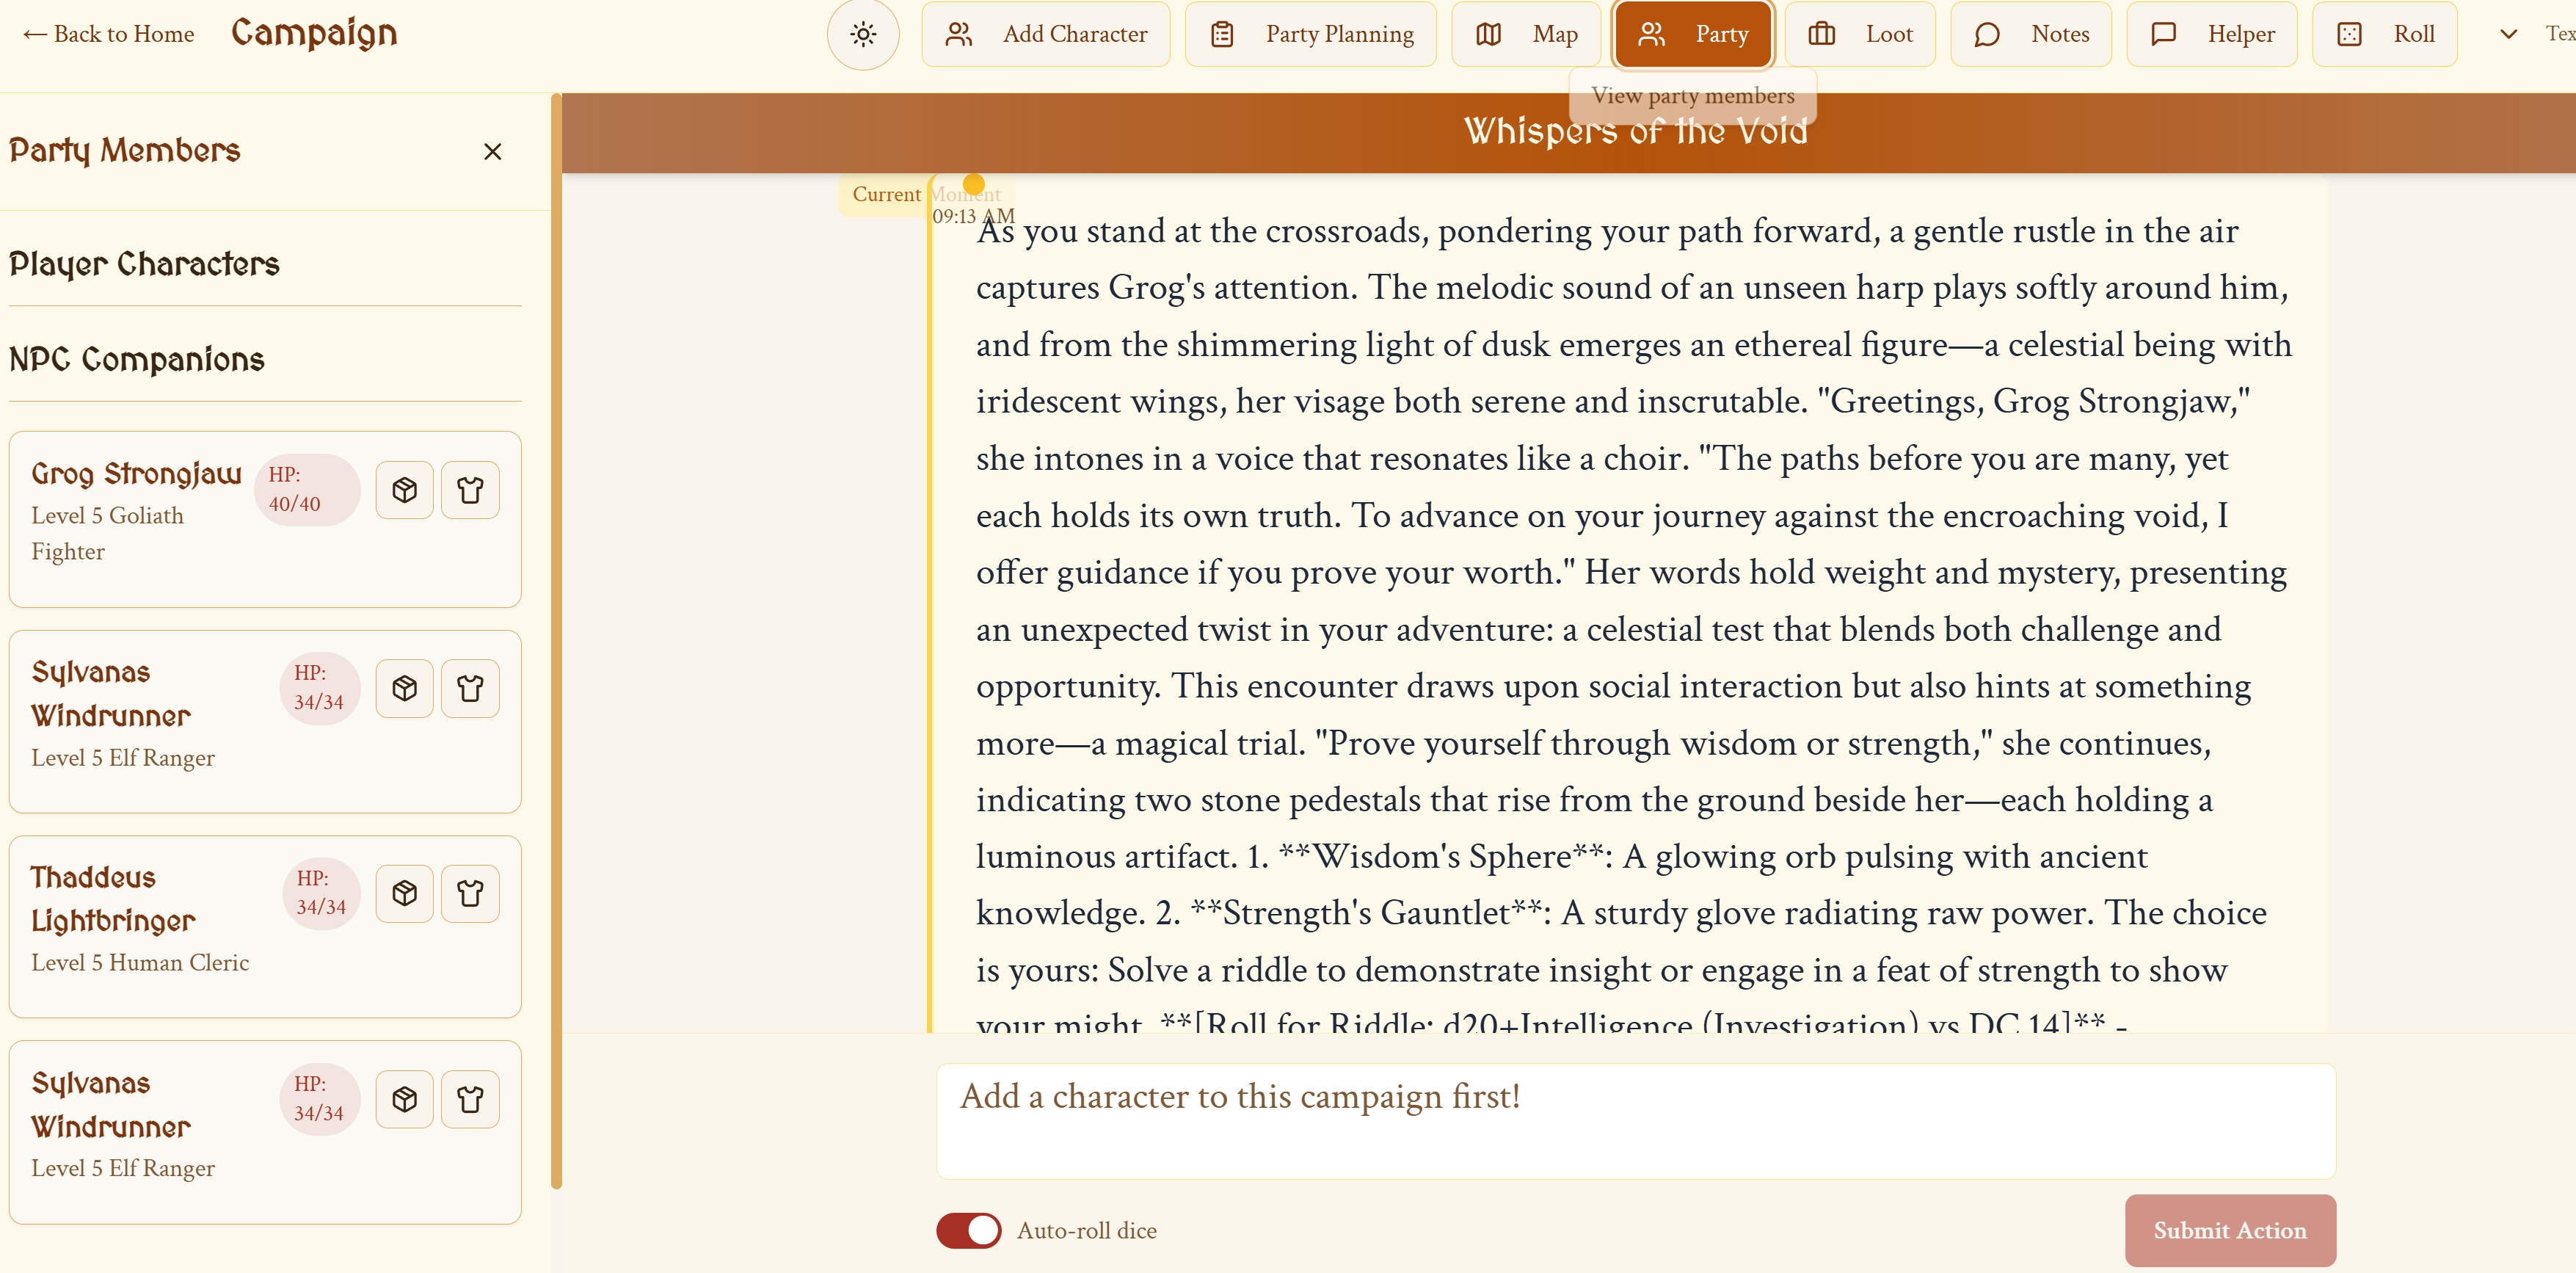 ← Back to Home
Campaign
Add Character
Party Planning
Map
Party
Loot
Notes
Helper
Roll
View party members
Party Members
Player Characters
NPC Companions
Grog Strongjaw
HP:
40/40
Level 5 Goliath
Fighter
Sylvanas
Windrunner
HP:
34/34
Level 5 Elf Ranger
Thaddeus
Lightbringer
HP:
34/34
Level 5 Human Cleric
Sylvanas
Windrunner
HP:
34/34
Level 5 Elf Ranger
Whispers of the Void
Current Moment
09:13 AM
As you stand at the crossroads, pondering your path forward, a gentle rustle in the air
captures Grog's attention. The melodic sound of an unseen harp plays softly around him,
and from the shimmering light of dusk emerges an ethereal figure—a celestial being with
iridescent wings, her visage both serene and inscrutable. "Greetings, Grog Strongjaw,"
she intones in a voice that resonates like a choir. "The paths before you are many, yet
each holds its own truth. To advance on your journey against the encroaching void, I
offer guidance if you prove your worth." Her words hold weight and mystery, presenting
an unexpected twist in your adventure: a celestial test that blends both challenge and
opportunity. This encounter draws upon social interaction but also hints at something
more—a magical trial. "Prove yourself through wisdom or strength," she continues,
indicating two stone pedestals that rise from the ground beside her—each holding a
luminous artifact. 1. **Wisdom's Sphere**: A glowing orb pulsing with ancient
knowledge. 2. **Strength's Gauntlet**: A sturdy glove radiating raw power. The choice
is yours: Solve a riddle to demonstrate insight or engage in a feat of strength to show
your might. **[Roll for Riddle: d20+Intelligence (Investigation) vs DC 14]** -
Add a character to this campaign first!
Auto-roll dice
Submit Action